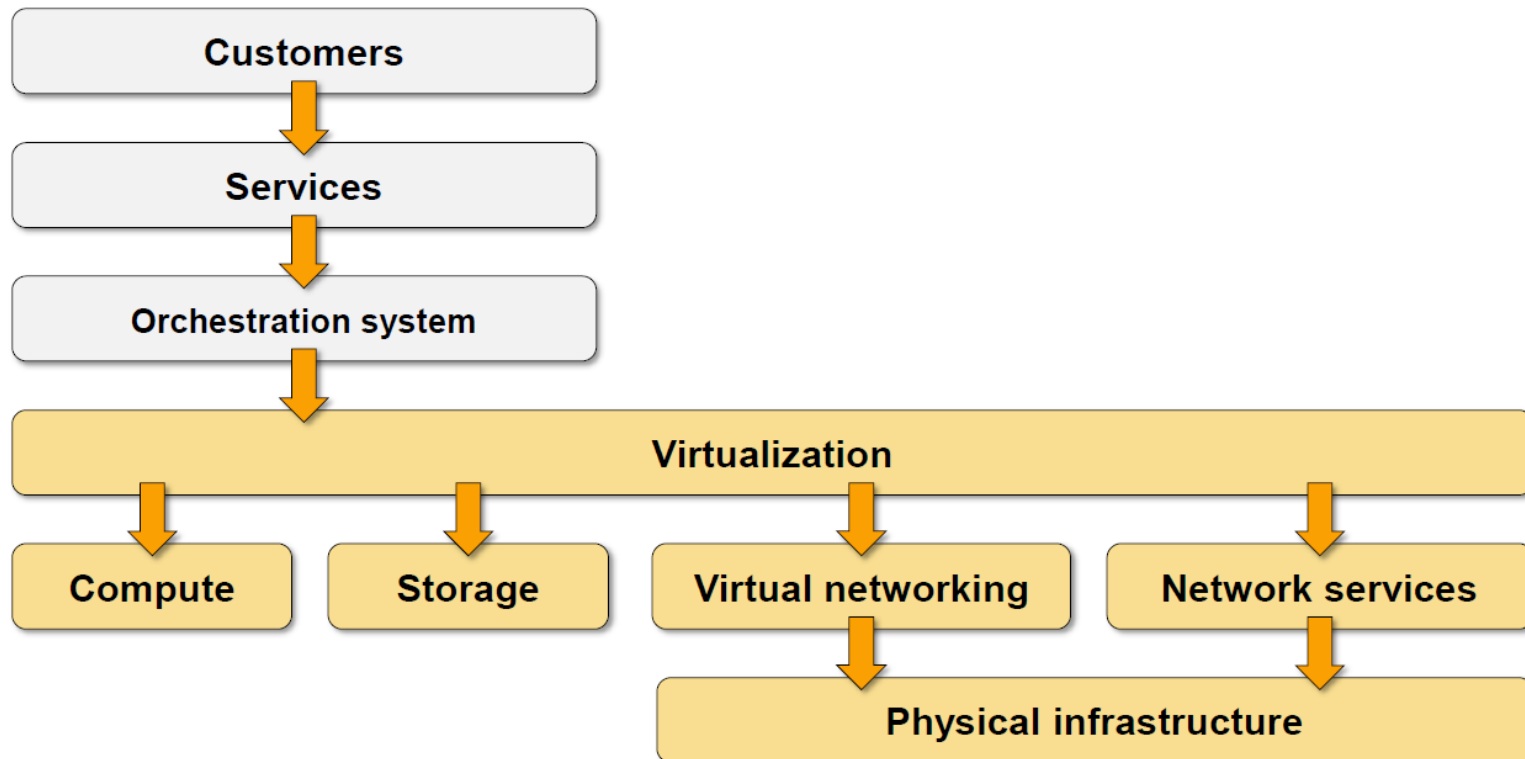 Customers
Services
Orchestration system
Virtualization
Compute
Storage
Virtual networking
Network services
Physical infrastructure